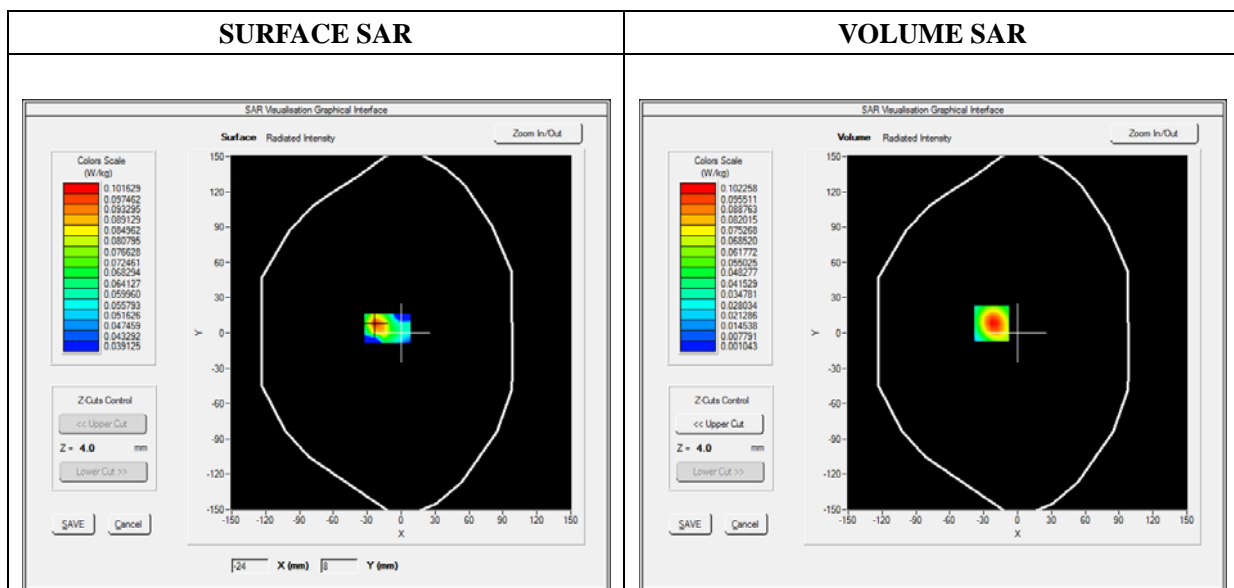 SURFACE SAR
VOLUME SAR
SAR Visualisation Graphical Interface
Surface Radiated Intensity
Zoom In/Out
Colors Scale
(W/kg)
0.101629
0.097462
0.093295
0.089129
0.084962
0.080795
0.076628
0.072461
0.068294
0.064127
0.059960
0.055793
0.051626
0.047459
0.043292
0.039125
Z-Cuts Control
<< Upper Cut
Z = 4.0 mm
Lower Cut >>
SAVE Cancel
150
120
90
60
30
0
-30
-60
-90
-120
-150
Y
-150 -120 -90 -60 -30 0 30 60 90 120 150
X
-24 X (mm) 8 Y (mm)
SAR Visualisation Graphical Interface
Volume Radiated Intensity
Zoom In/Out
Colors Scale
(W/kg)
0.102258
0.095511
0.088763
0.082015
0.075268
0.068520
0.061772
0.055025
0.048277
0.041529
0.034781
0.028034
0.021286
0.014538
0.007791
0.001043
Z-Cuts Control
<< Upper Cut
Z = 4.0 mm
Lower Cut >>
SAVE Cancel
150
120
90
60
30
0
-30
-60
-90
-120
-150
Y
-150 -120 -90 -60 -30 0 30 60 90 120 150
X